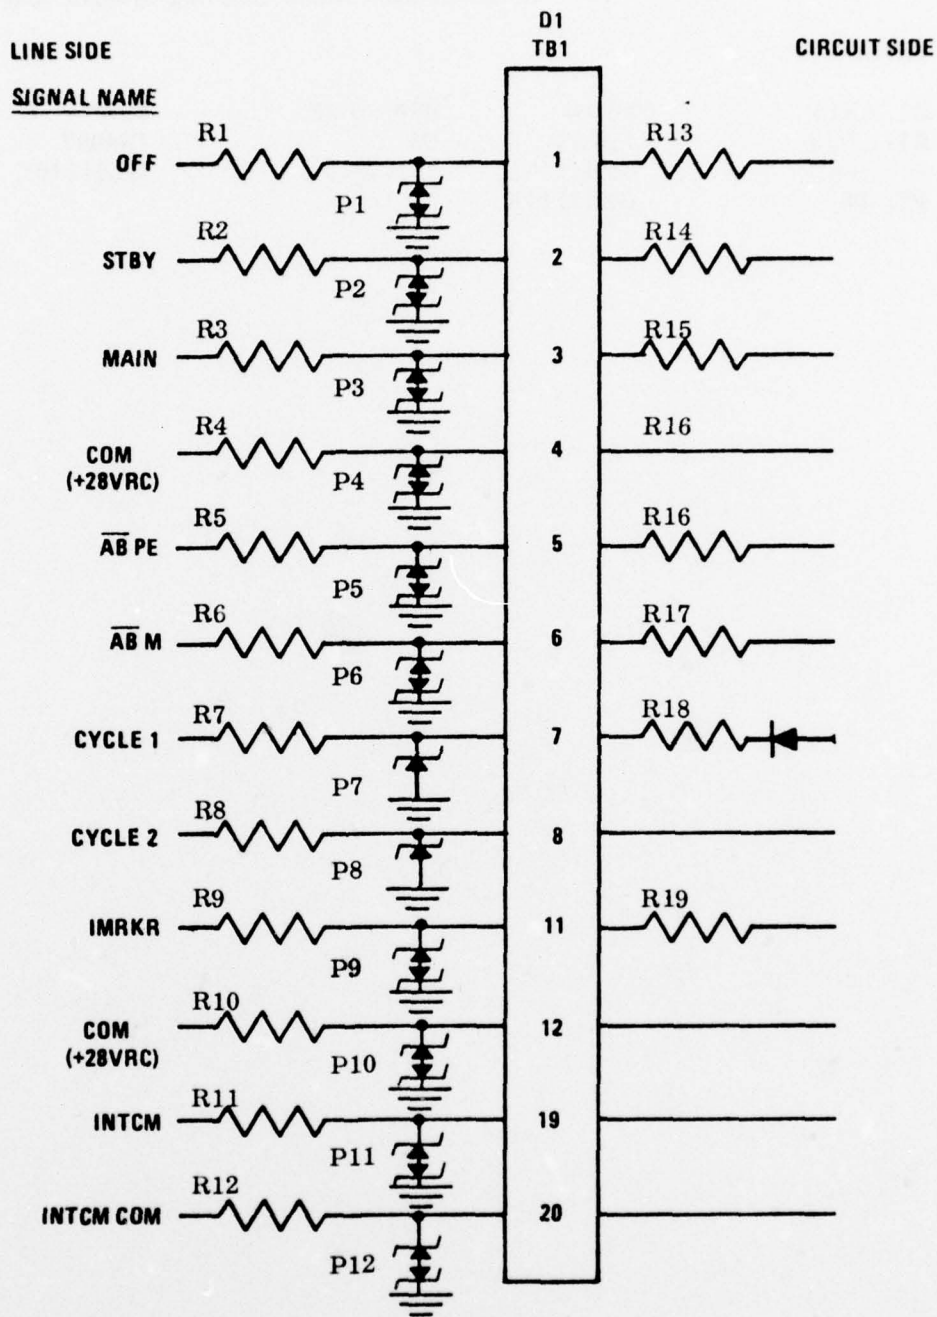 D1
LINE SIDE TB1 CIRCUIT SIDE
SIGNAL NAME
R1 R13
OFF 1
P1
R2 R14
STBY 2
P2
R3 R15
MAIN 3
P3
R4 R16
COM 4
(+28VRC) P4
R5 R16
A̅B̅ PE 5
P5
R6 R17
A̅B̅ M 6
P6
R7 R18
CYCLE 1 7
P7
R8
CYCLE 2 8
P8
R9 R19
IMRKR 11
P9
R10
COM 12
(+28VRC) P10
R11
INTCM 19
P11
R12
INTCM COM 20
P12